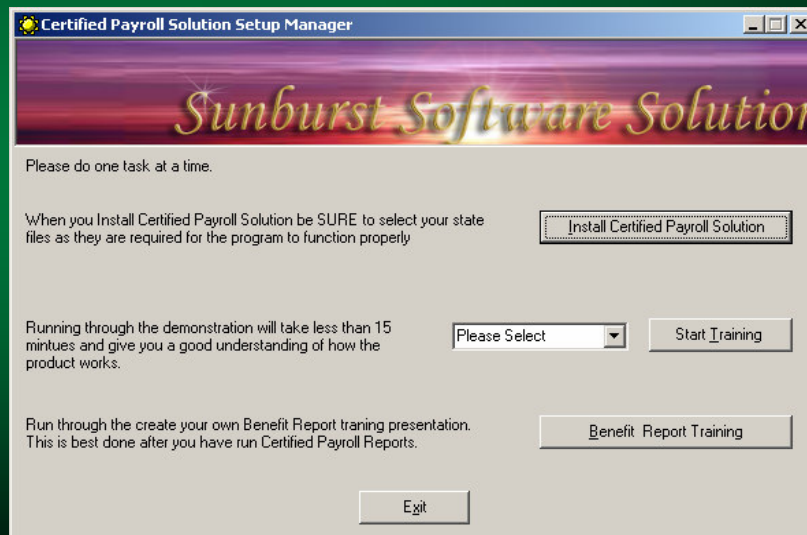 Certified Payroll Solution Setup Manager
Sunburst Software Solution
Please do one task at a time.
When you Install Certified Payroll Solution be SURE to select your state
files as they are required for the program to function properly
Install Certified Payroll Solution
Running through the demonstration will take less than 15
mintues and give you a good understanding of how the
product works.
Please Select
Start Training
Run through the create your own Benefit Report traning presentation.
This is best done after you have run Certified Payroll Reports.
Benefit Report Training
Exit